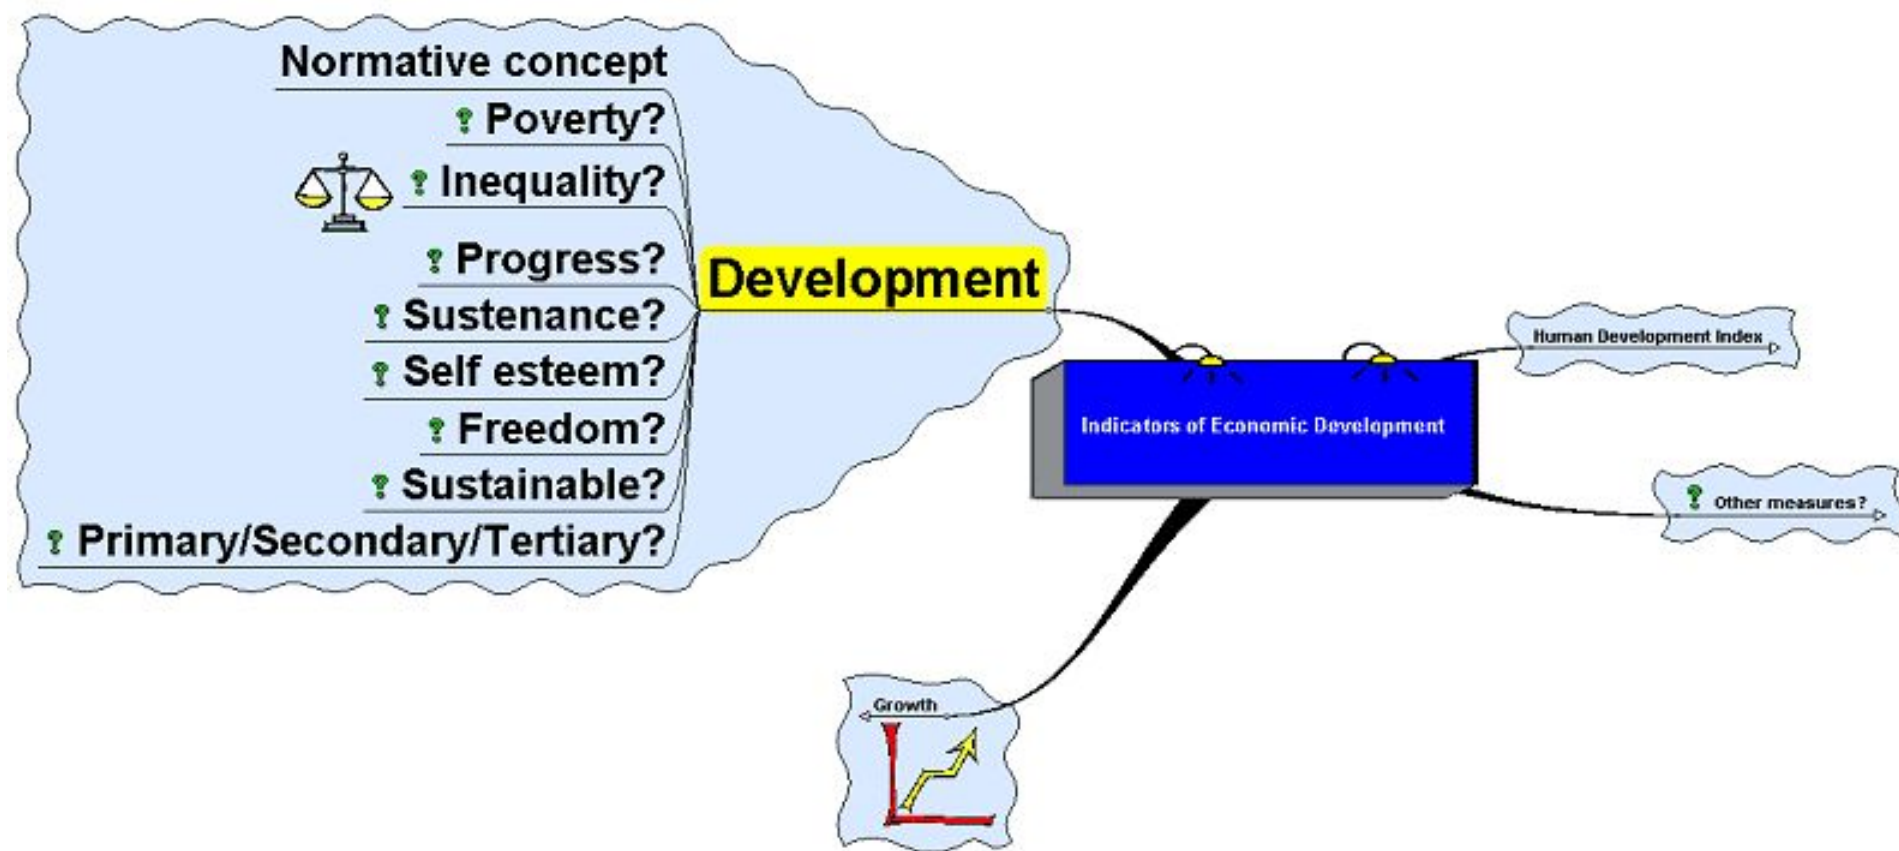 Normative concept
? Poverty?
? Inequality?
? Progress?
? Sustenance?
? Self esteem?
? Freedom?
? Sustainable?
? Primary/Secondary/Tertiary?
Development
Human Development Index
Indicators of Economic Development
? Other measures?
Growth